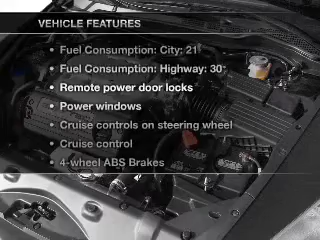 VEHICLE FEATURES
• Fuel Consumption: City: 21
• Fuel Consumption: Highway: 30
• Remote power door locks
• Power windows
• Cruise controls on steering wheel
• Cruise control
• 4-wheel ABS Brakes